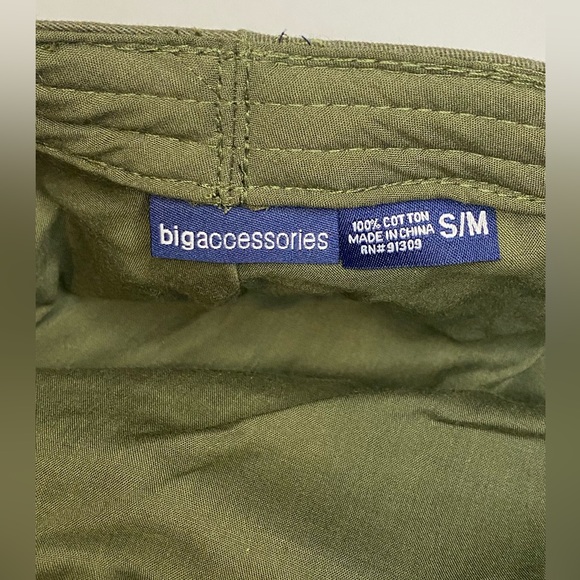 bigaccessories
100% COTTON
MADE IN CHINA
RN#91309
S/M